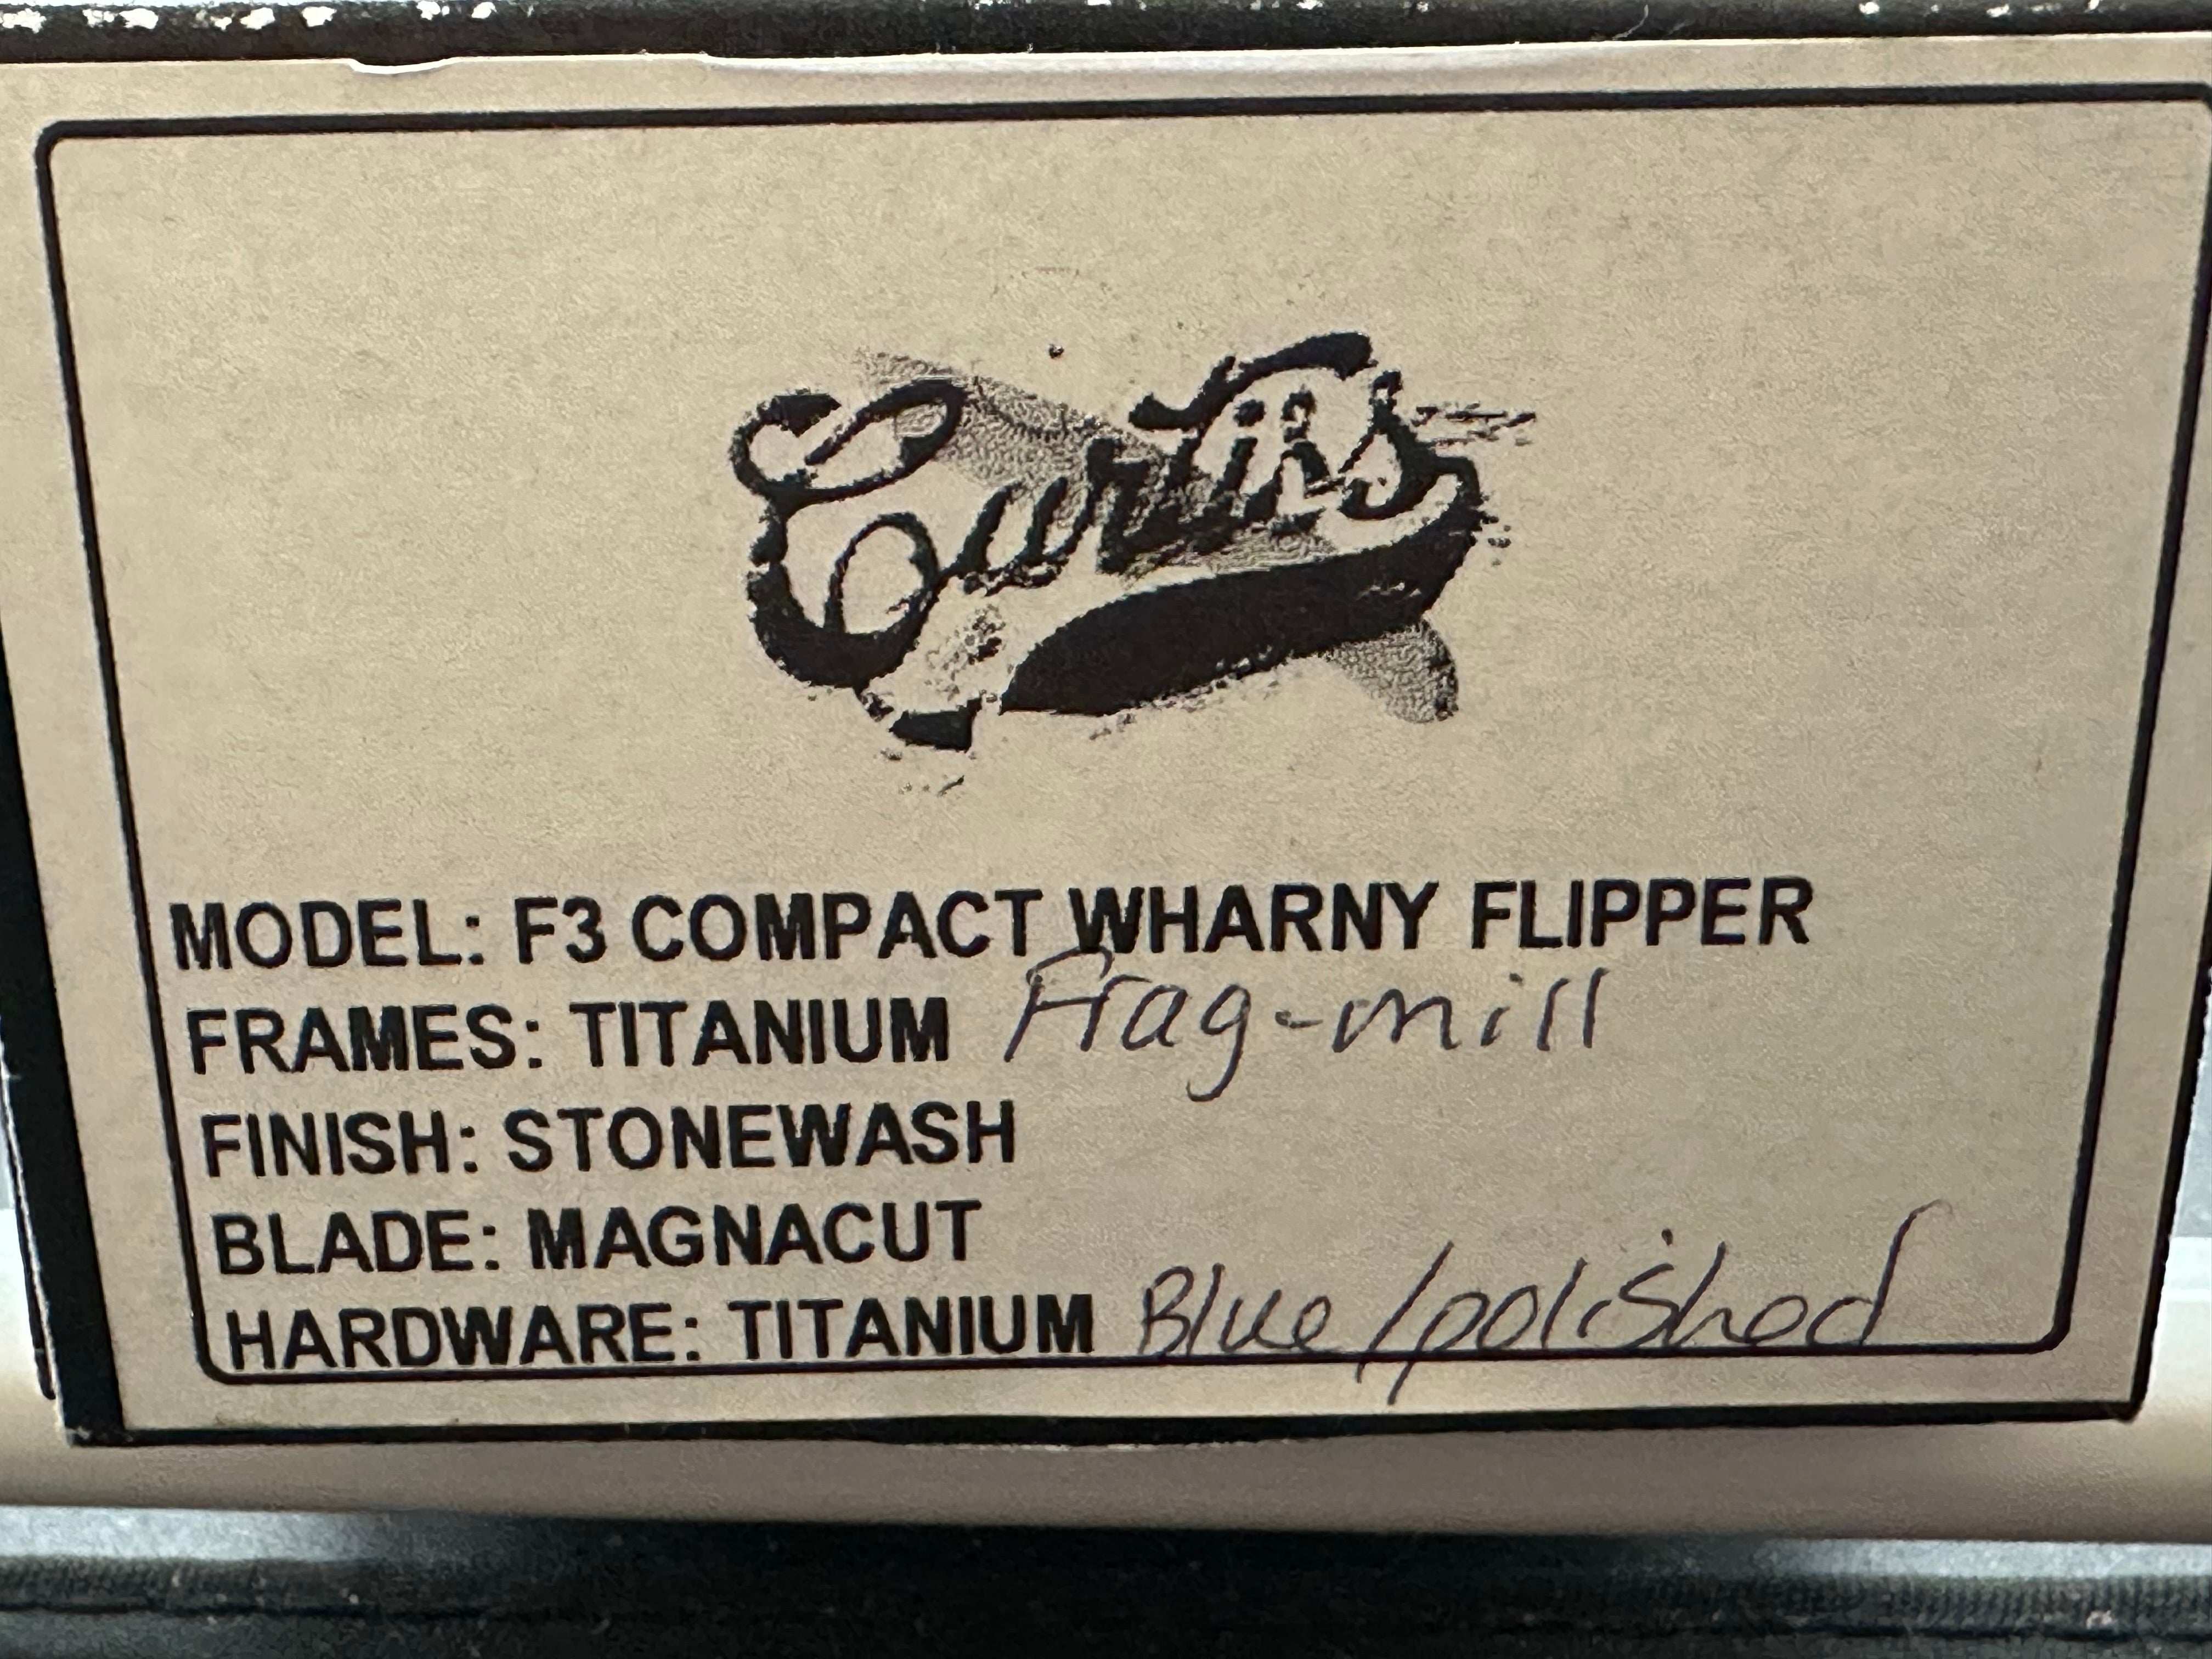 Curtiss
MODEL: F3 COMPACT WHARNY FLIPPER
FRAMES: TITANIUM Frag-mill
FINISH: STONEWASH
BLADE: MAGNACUT
HARDWARE: TITANIUM Blue/polished